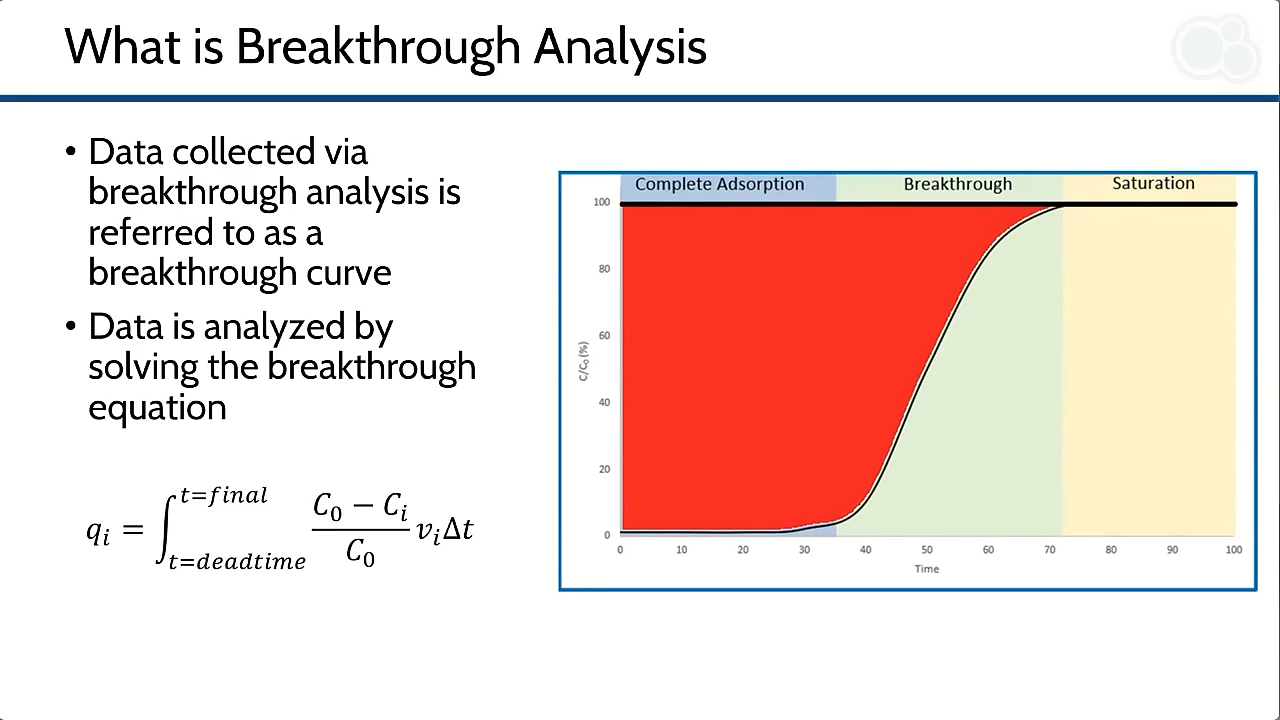 What is Breakthrough Analysis
• Data collected via
breakthrough analysis is
referred to as a
breakthrough curve
• Data is analyzed by
solving the breakthrough
equation
q_i = ∫_{t=deadtime}^{t=final} \frac{C_0 − C_i}{C_0} v_i Δt
Complete Adsorption Breakthrough Saturation
100
80
60
40
20
0
C/C₀ (%)
0 10 20 30 40 50 60 70 80 90 100
Time